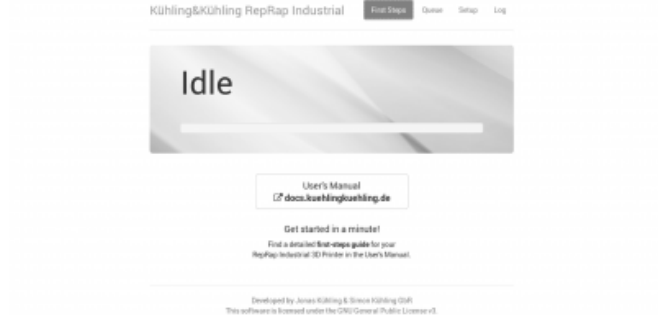 Kühling&Kühling RepRap Industrial
First Steps Queue Setup Log
Idle
User's Manual
docs.kuehlingkuehling.de
Get started in a minute!
Find a detailed first-steps guide for your
RepRap Industrial 3D Printer in the User's Manual.
Developed by Jonas Kühling & Simon Kühling GbR
This software is licensed under the GNU General Public License v3.